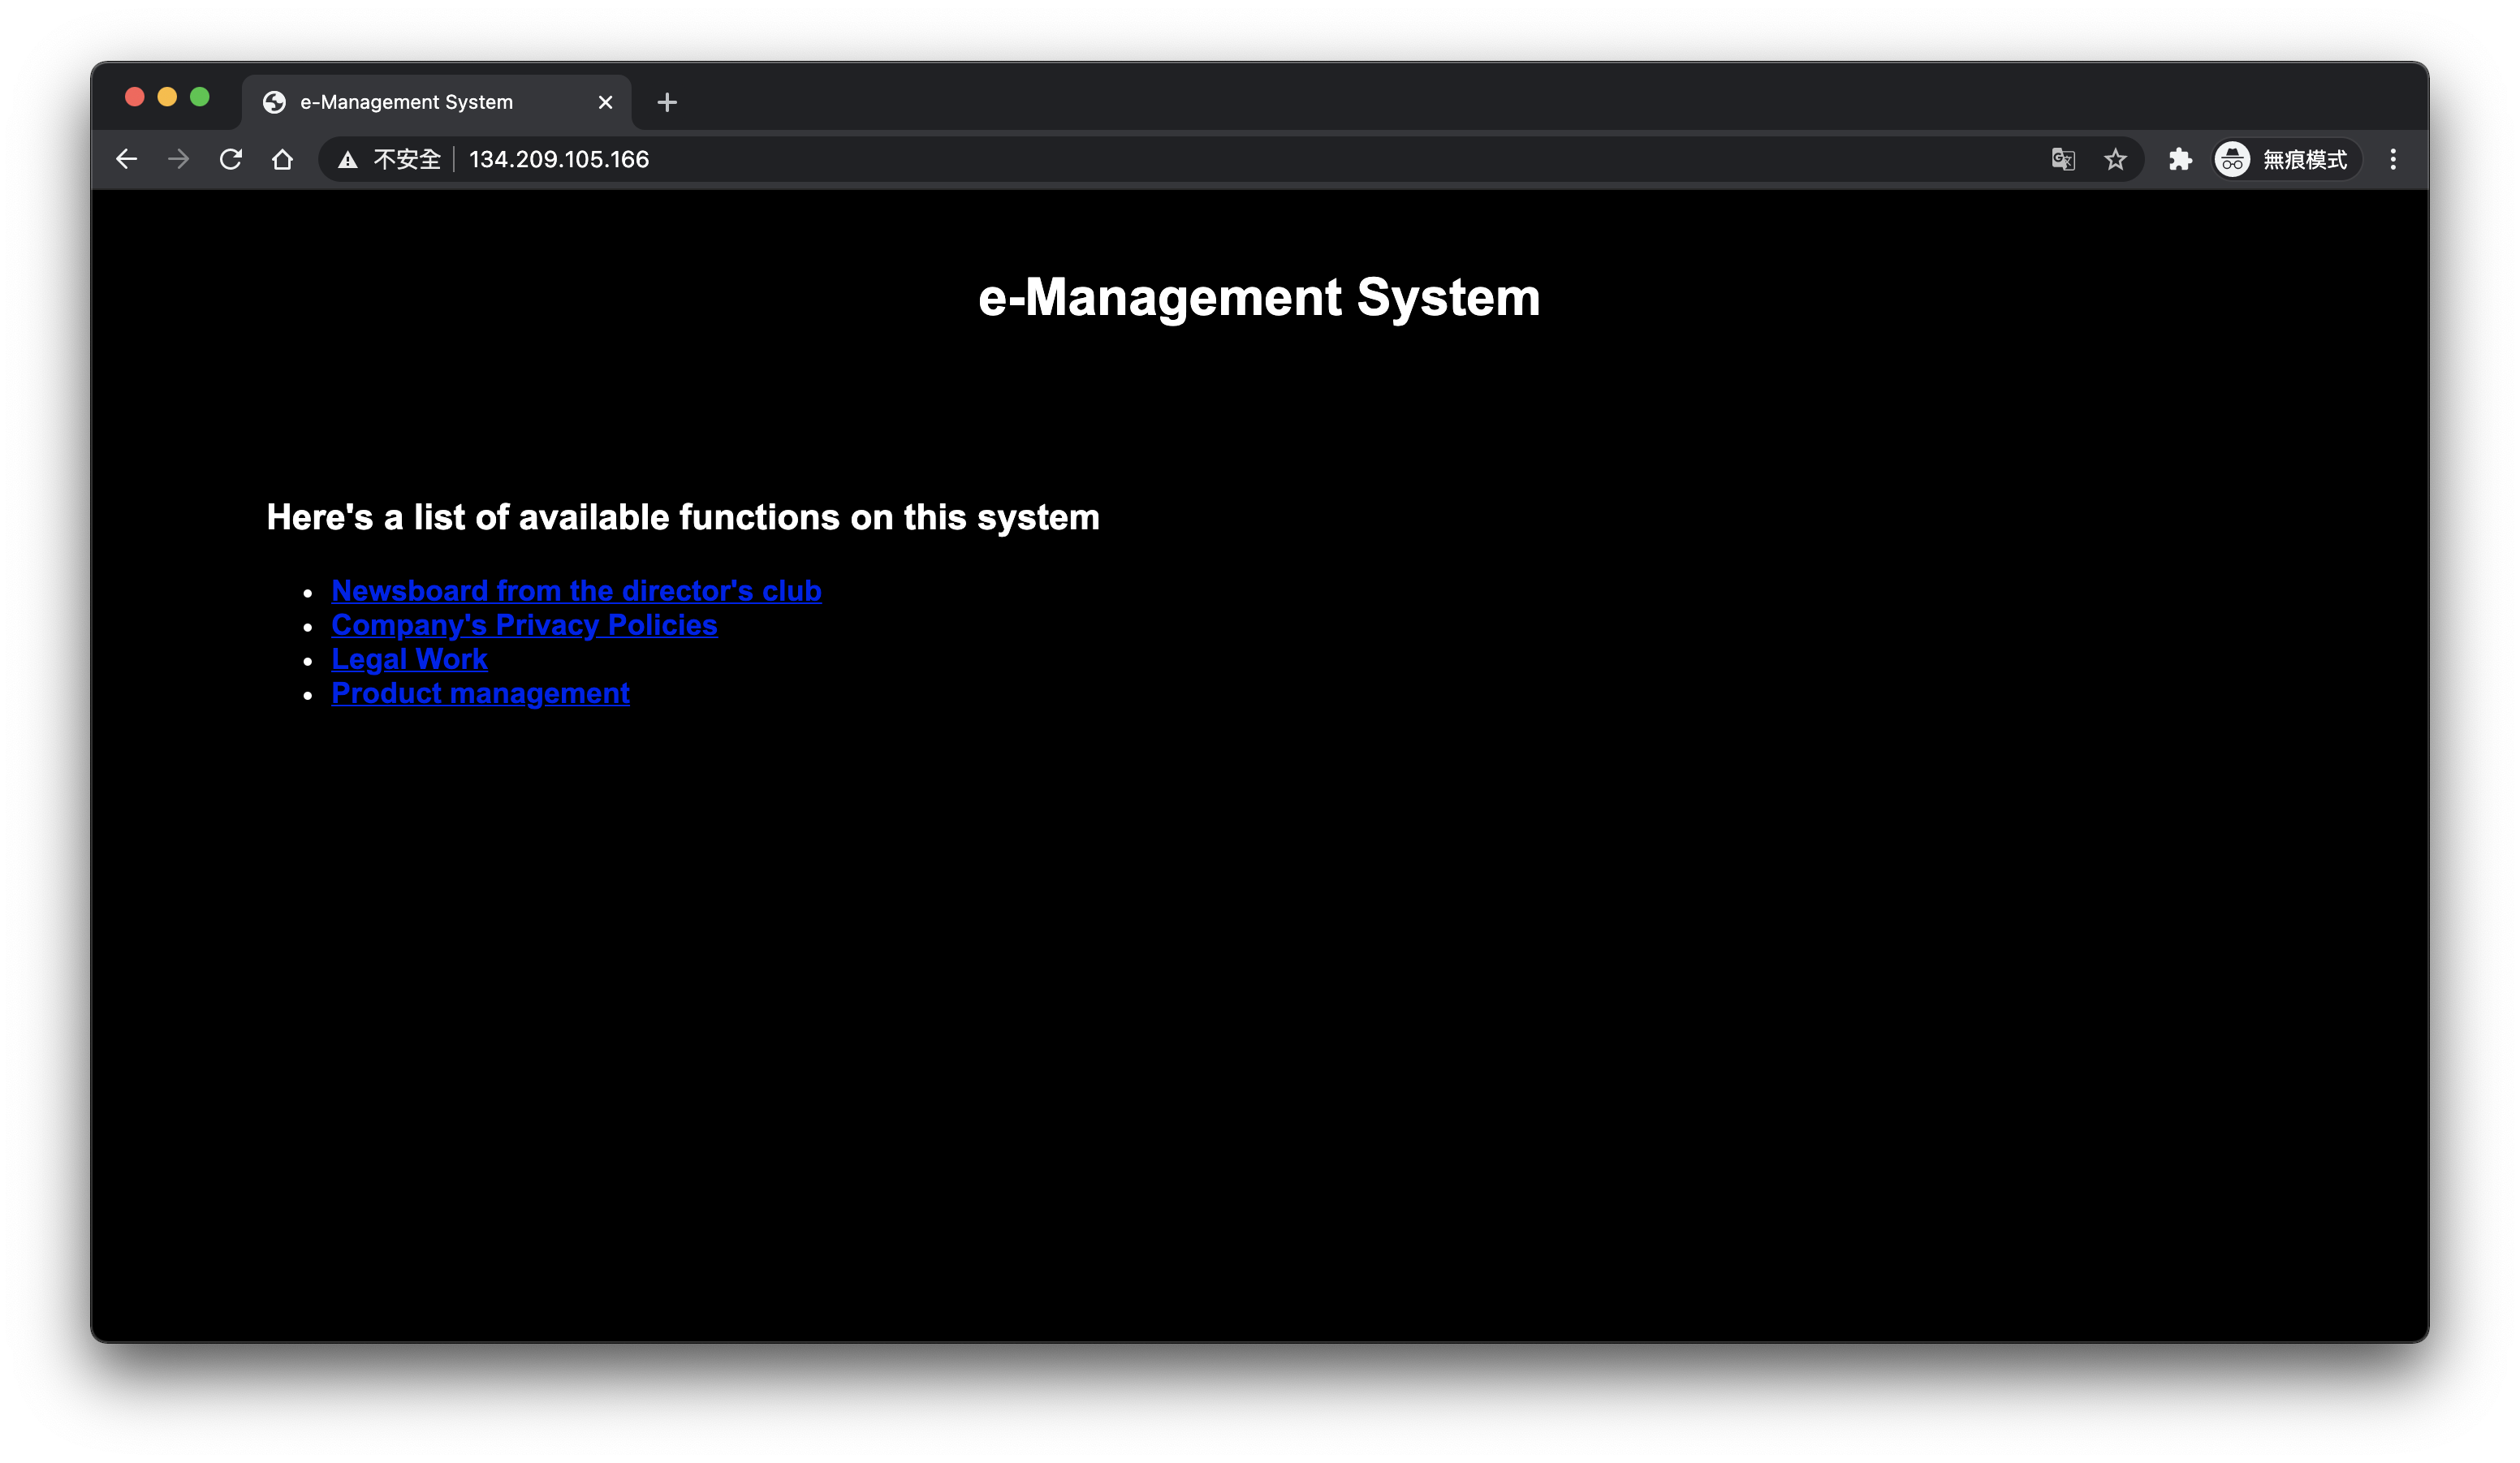 e-Management System
不安全 134.209.105.166
無痕模式
e-Management System
Here's a list of available functions on this system
Newsboard from the director's club
Company's Privacy Policies
Legal Work
Product management